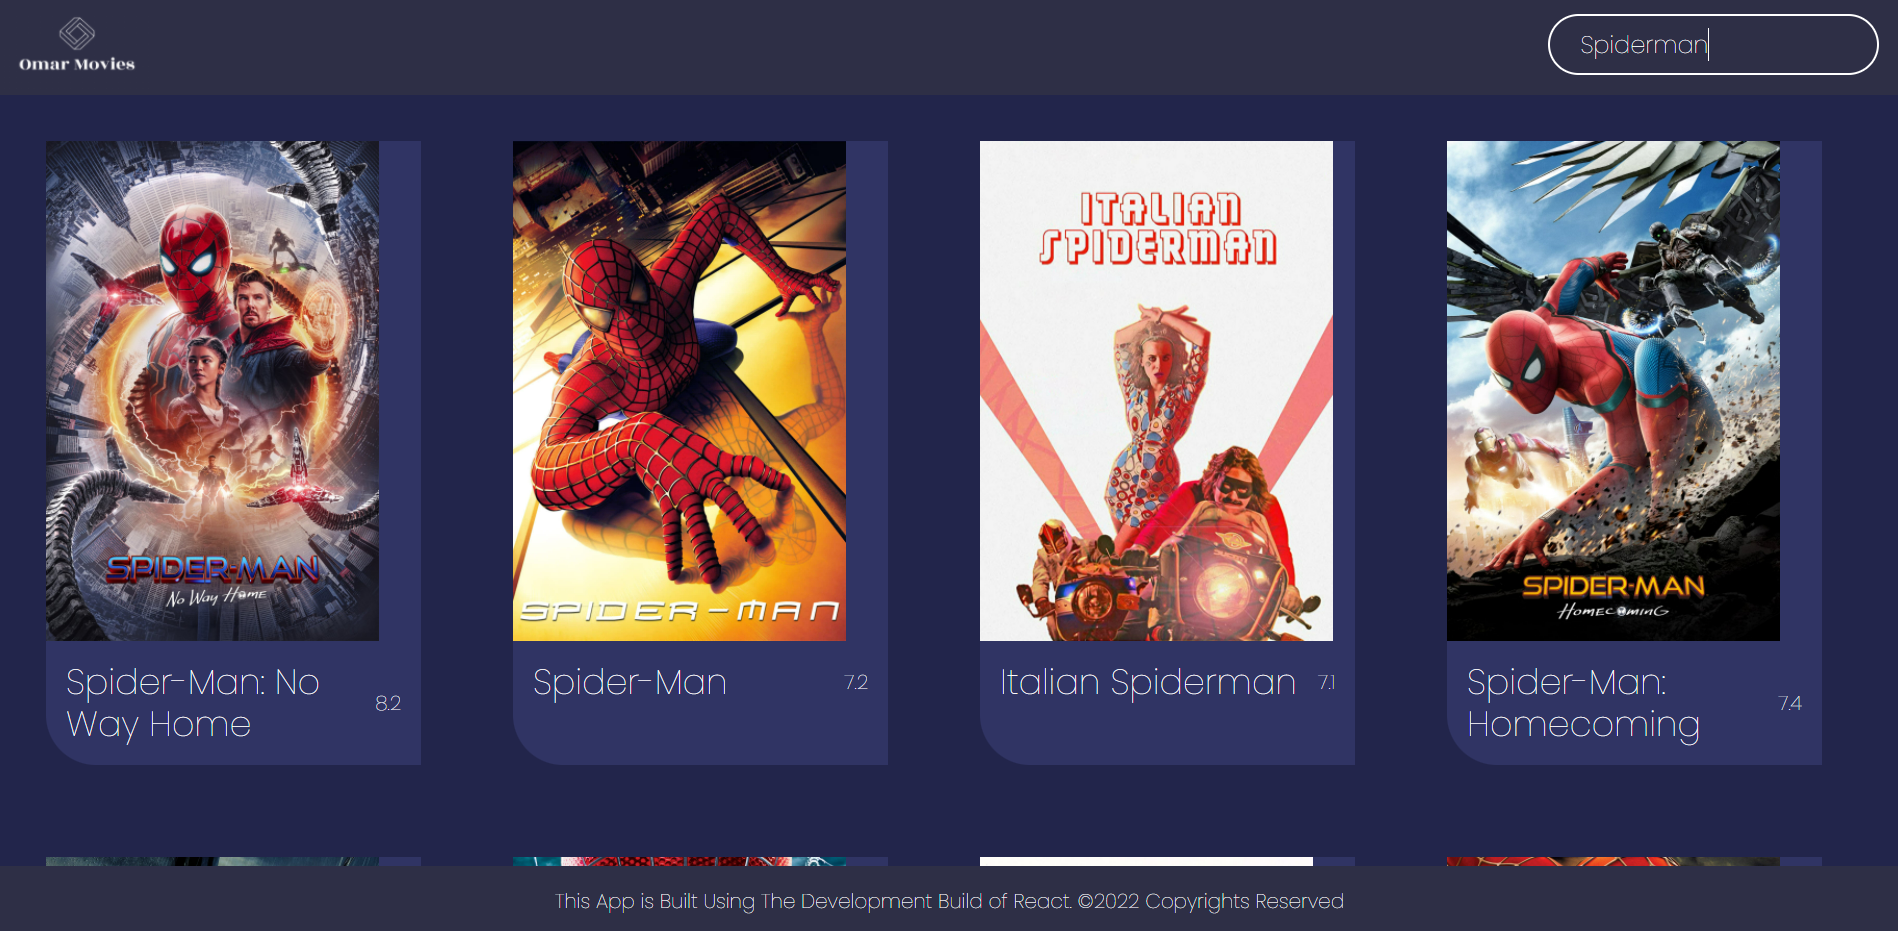 Omar Movies
Spiderman
SPIDER-MAN
No Way Home
Spider-Man: No
Way Home
8.2
SPIDER-MAN
Spider-Man
7.2
ITALIAN
SPIDERMAN
Italian Spiderman
7.1
SPIDER-MAN
HOMECOMING
Spider-Man:
Homecoming
7.4
This App is Built Using The Development Build of React. ©2022 Copyrights Reserved